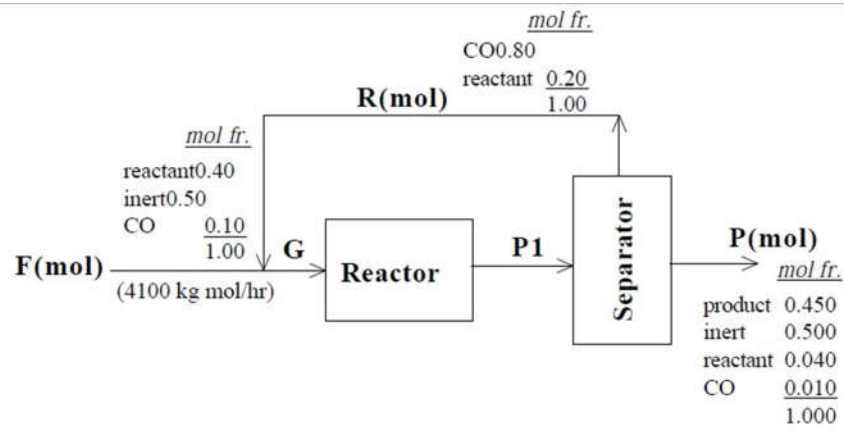 mol fr.
CO0.80
reactant 0.20
1.00
R(mol)
mol fr.
reactant0.40
inert0.50
CO 0.10
1.00
F(mol)
(4100 kg mol/hr)
G
Reactor
P1
Separator
P(mol)
mol fr.
product 0.450
inert 0.500
reactant 0.040
CO 0.010
1.000